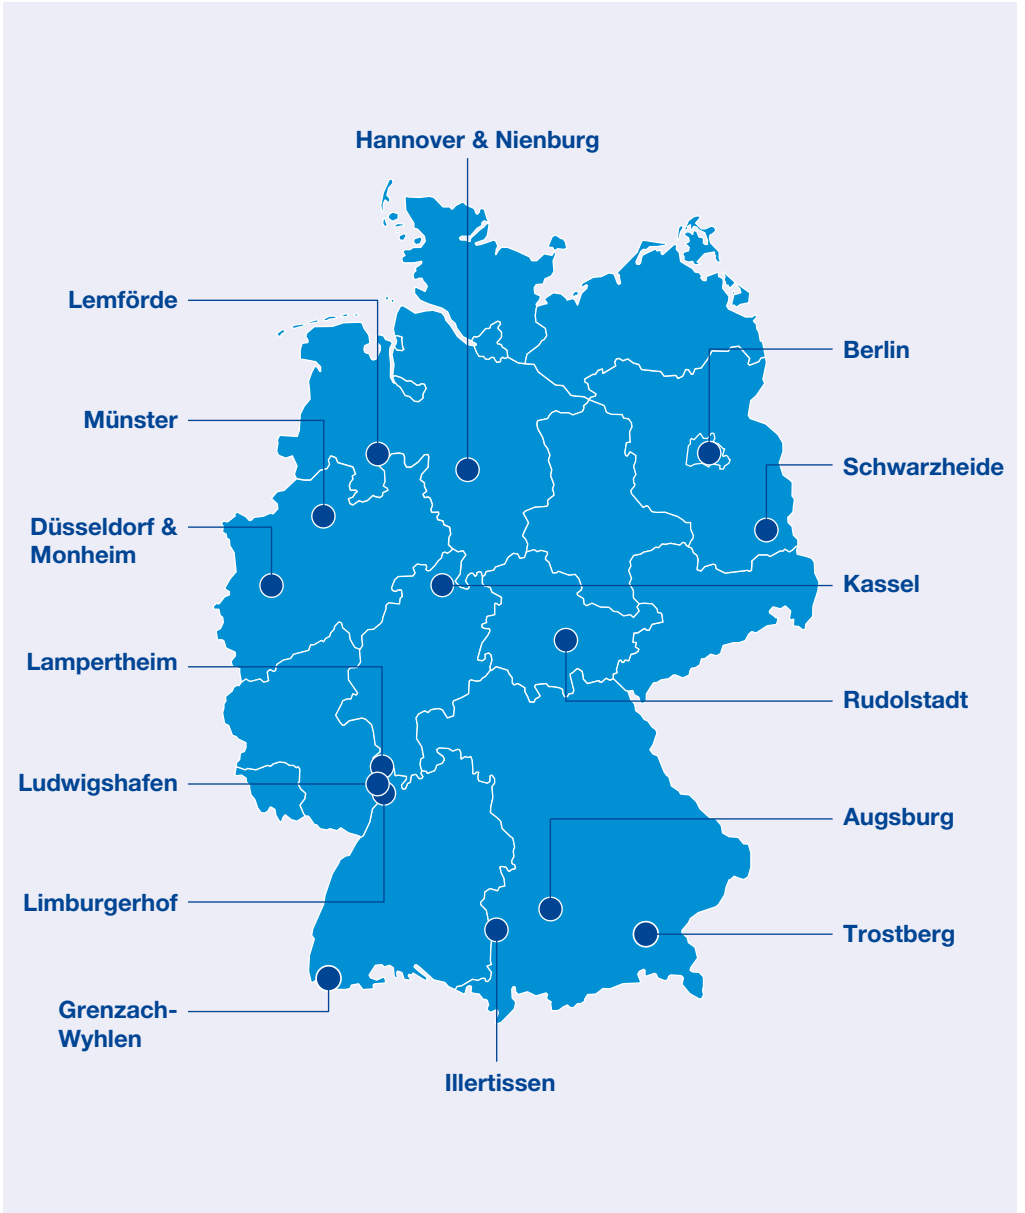 Hannover & Nienburg
Lemförde
Berlin
Münster
Schwarzheide
Düsseldorf &
Monheim
Kassel
Lampertheim
Rudolstadt
Ludwigshafen
Augsburg
Limburgerhof
Trostberg
Grenzach-
Wyhlen
Illertissen